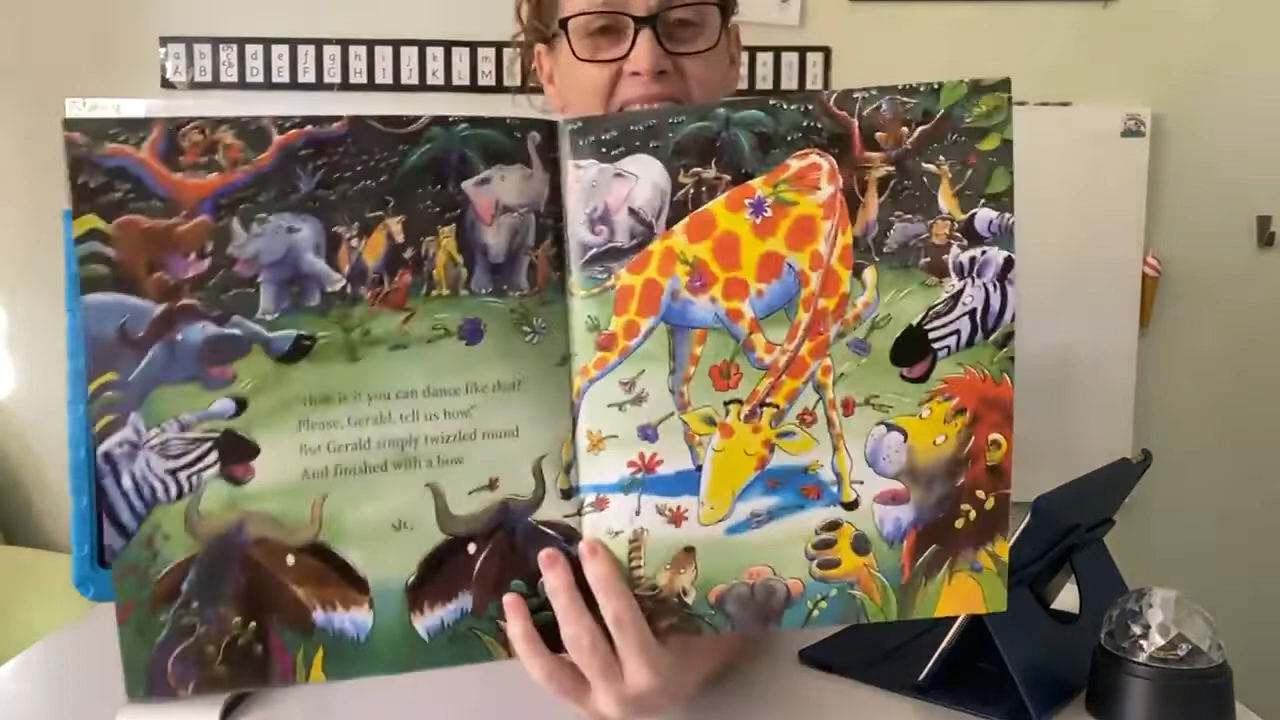 a b c d e f g h i j k l m
A B C D E F G H I J K L M
"How is it you can dance like that?
Please, Gerald, tell us how."
But Gerald simply twizzled round
And finished with a bow.